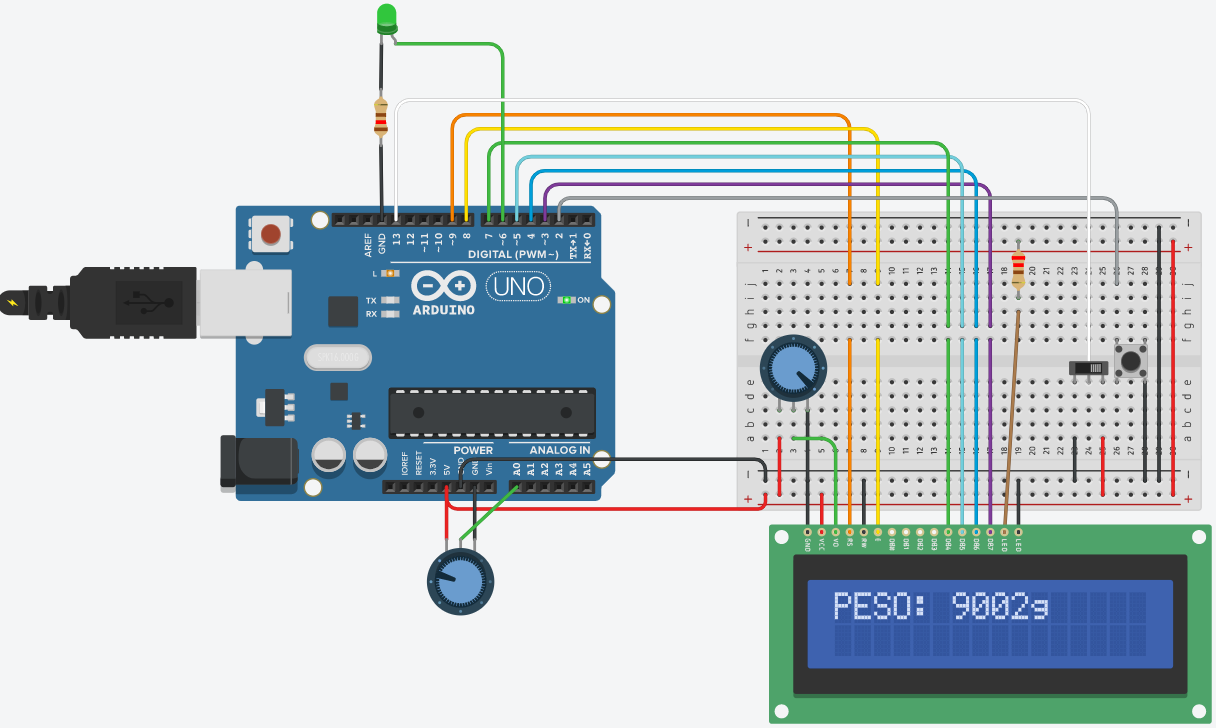 AREF
GND
13
12
~11
~10
~9
8
7
~6
~5
4
~3
2
TX→1
RX←0
DIGITAL (PWM~)
L
TX
RX
UNO
ARDUINO
ON
POWER
ANALOG IN
IOREF
RESET
3.3V
5V
GND
GND
Vin
A0
A1
A2
A3
A4
A5
GND
VCC
VO
RS
RW
E
DB0
DB1
DB2
DB3
DB4
DB5
DB6
DB7
LED
LED
PESO: 9002g